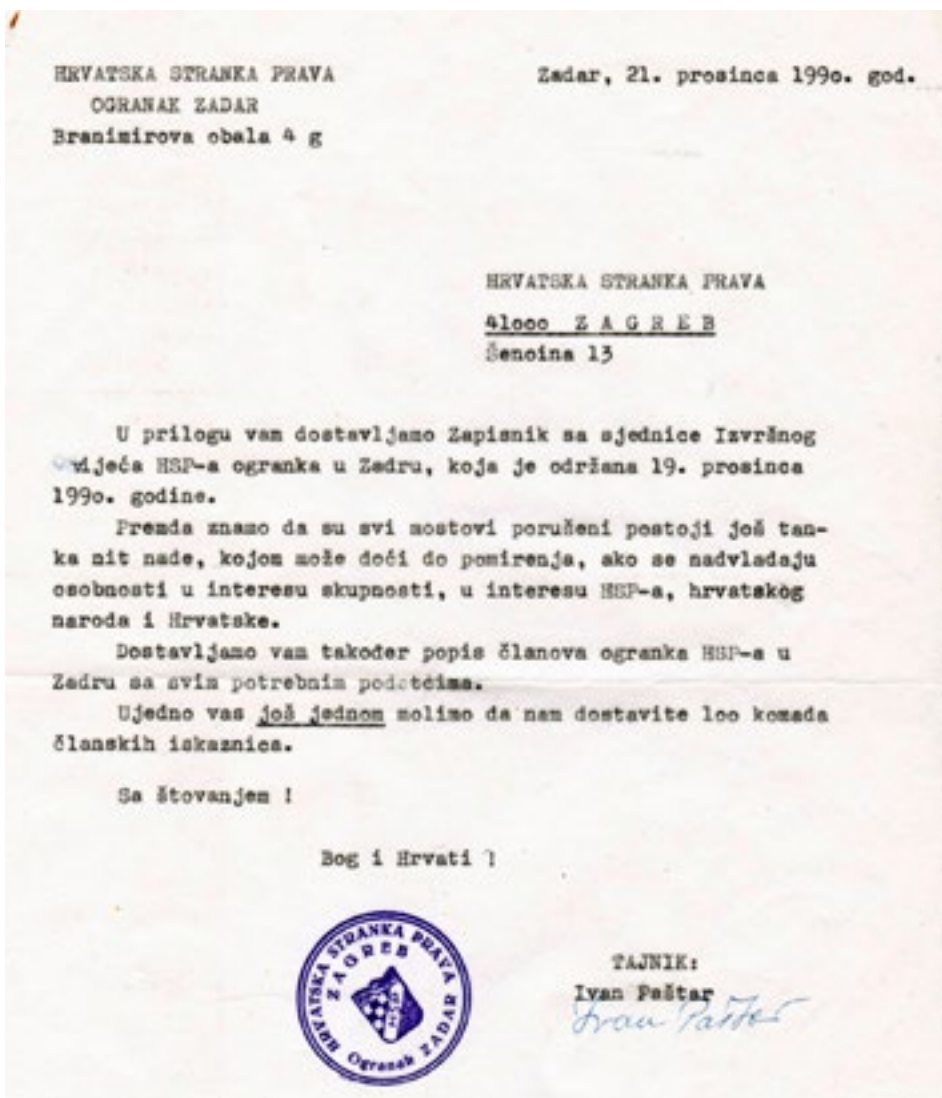 HRVATSKA STRANKA PRAVA
OGRANAK ZADAR
Branimirova obala 4 g
Zadar, 21. prosinca 199o. god.
HRVATSKA STRANKA PRAVA
41ooo Z A G R E B
Šenoina 13
U prilogu vam dostavljamo Zapisnik sa sjednice Izvršnog
vijeća HSP-a ogranka u Zadru, koja je održana 19. prosinca
199o. godine.
Premda znamo da su svi mostovi porušeni postoji još tan-
ka nit nade, kojom može doći do pomirenja, ako se nadvladaju
osobnosti u interesu skupnosti, u interesu HSP-a, hrvatskog
naroda i Hrvatske.
Dostavljamo vam također popis članova ogranka HSP-a u
Zadru sa svim potrebnim podatcima.
Ujedno vas još jednom molimo da nam dostavite loo komada
članskih iskaznica.
Sa štovanjem !
Bog i Hrvati !
HRVATSKA STRANKA PRAVA
ZAGREB
HSP
Ogranak ZADAR
TAJNIK:
Ivan Paštar
Ivan Paštar